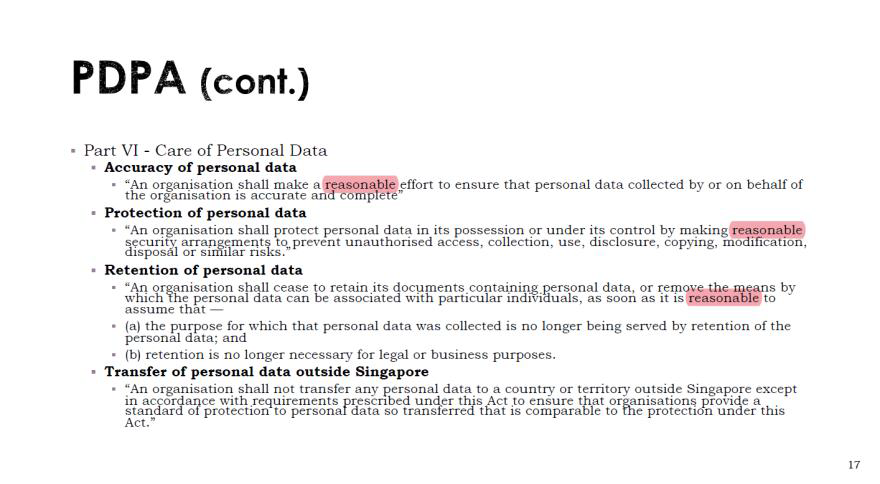 PDPA (cont.)
Part VI - Care of Personal Data
Accuracy of personal data
"An organisation shall make a reasonable effort to ensure that personal data collected by or on behalf of
the organisation is accurate and complete"
Protection of personal data
"An organisation shall protect personal data in its possession or under its control by making reasonable
security arrangements to prevent unauthorised access, collection, use, disclosure, copying, modification,
disposal or similar risks."
Retention of personal data
"An organisation shall cease to retain its documents containing personal data, or remove the means by
which the personal data can be associated with particular individuals, as soon as it is reasonable to
assume that —
(a) the purpose for which that personal data was collected is no longer being served by retention of the
personal data; and
(b) retention is no longer necessary for legal or business purposes.
Transfer of personal data outside Singapore
"An organisation shall not transfer any personal data to a country or territory outside Singapore except
in accordance with requirements prescribed under this Act to ensure that organisations provide a
standard of protection to personal data so transferred that is comparable to the protection under this
Act."
17